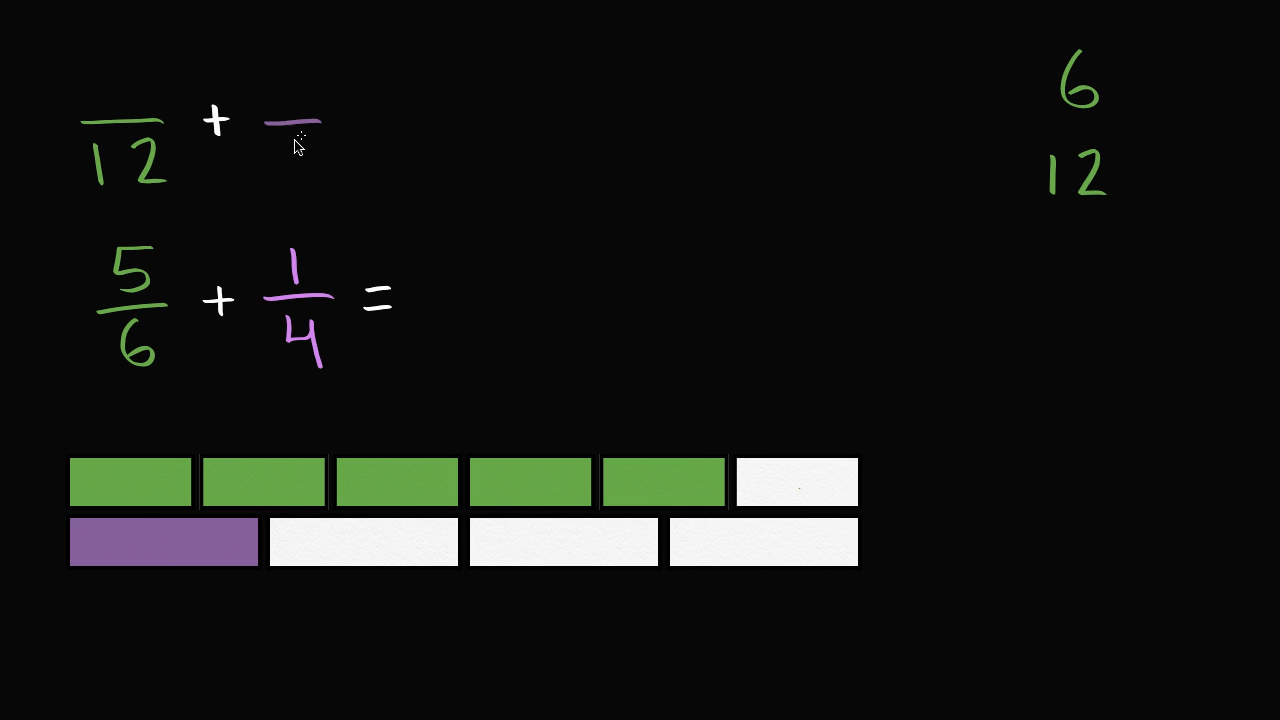 6
12
/12 + /
5/6 + 1/4 =